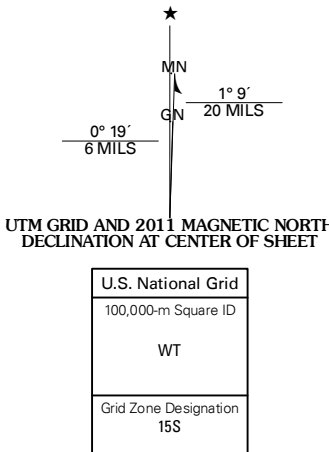 ★
MN
1° 9´
GN
20 MILS
0° 19´
6 MILS
UTM GRID AND 2011 MAGNETIC NORTH
DECLINATION AT CENTER OF SHEET
U.S. National Grid
100,000-m Square ID
WT
Grid Zone Designation
15S